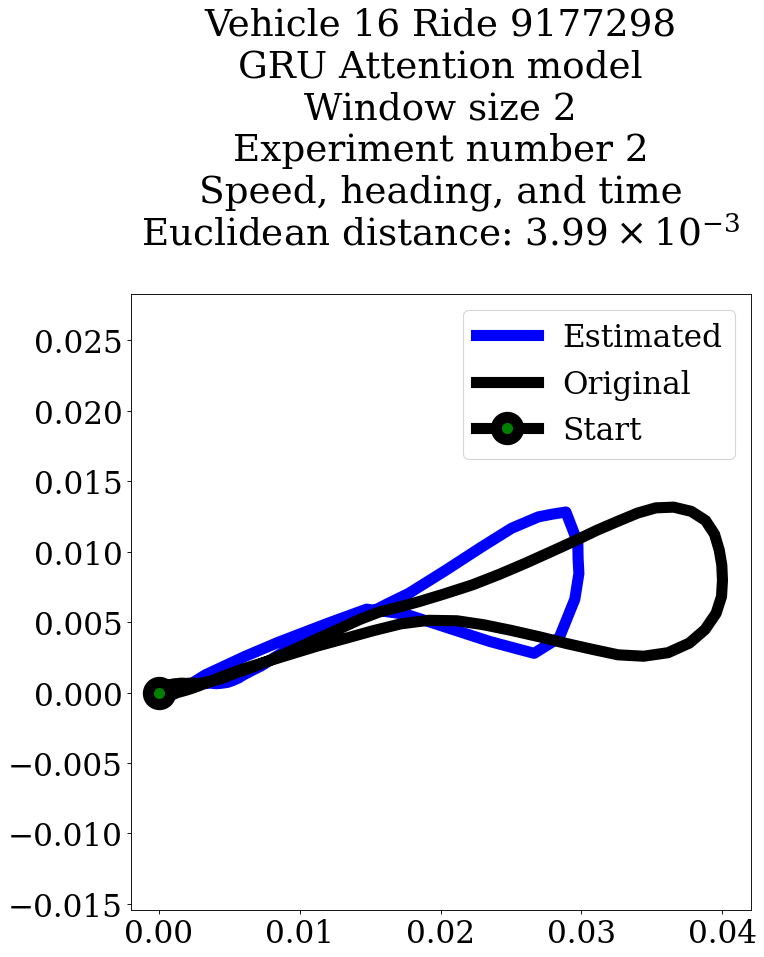 Vehicle 16 Ride 9177298
GRU Attention model
Window size 2
Experiment number 2
Speed, heading, and time
Euclidean distance: 3.99 × 10⁻³
Estimated
Original
Start
0.025
0.020
0.015
0.010
0.005
0.000
−0.005
−0.010
−0.015
0.00 0.01 0.02 0.03 0.04